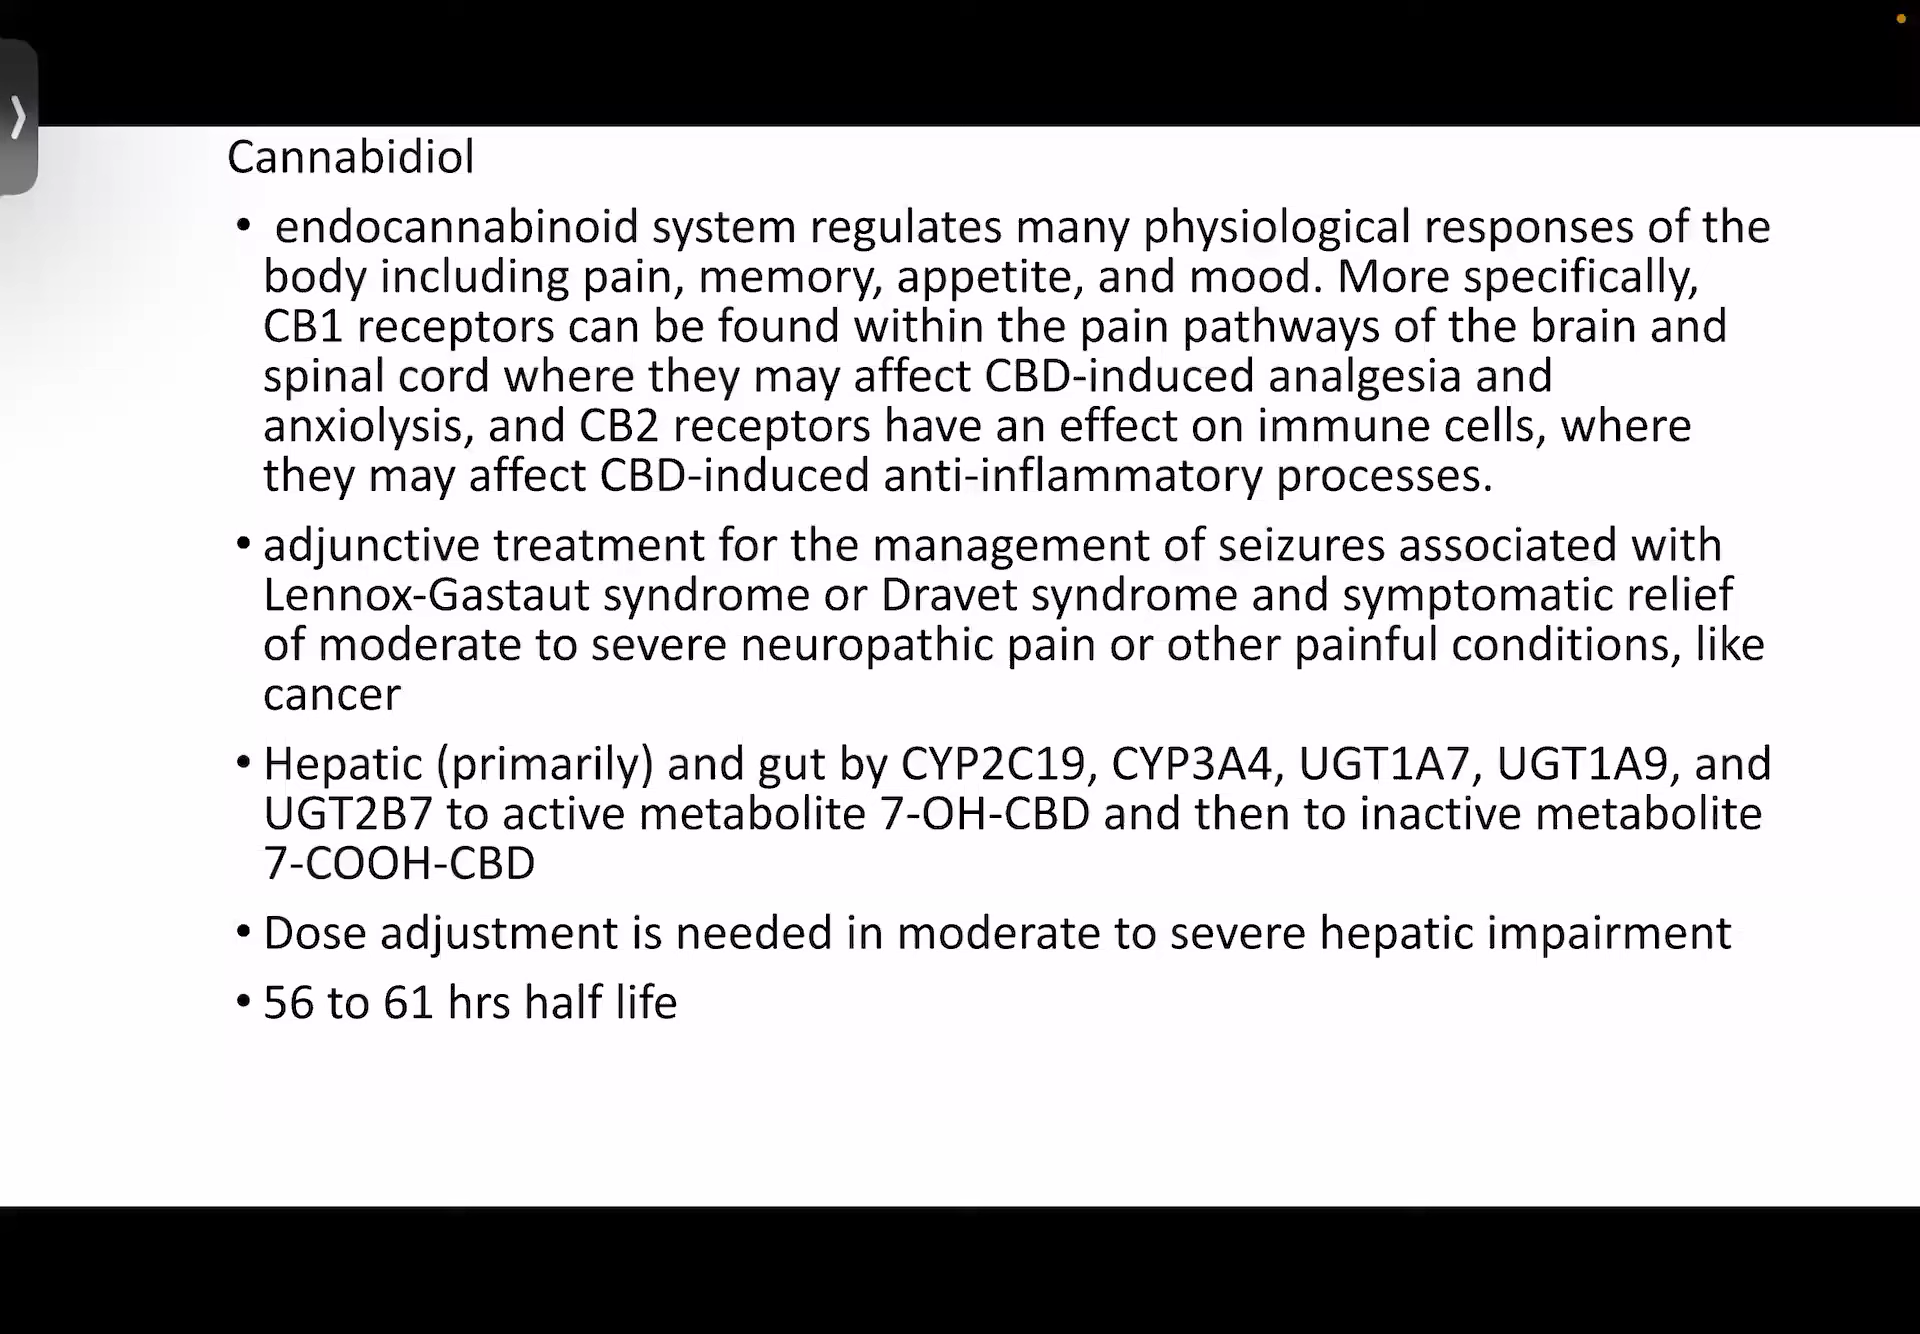 Cannabidiol
• endocannabinoid system regulates many physiological responses of the
body including pain, memory, appetite, and mood. More specifically,
CB1 receptors can be found within the pain pathways of the brain and
spinal cord where they may affect CBD-induced analgesia and
anxiolysis, and CB2 receptors have an effect on immune cells, where
they may affect CBD-induced anti-inflammatory processes.
• adjunctive treatment for the management of seizures associated with
Lennox-Gastaut syndrome or Dravet syndrome and symptomatic relief
of moderate to severe neuropathic pain or other painful conditions, like
cancer
• Hepatic (primarily) and gut by CYP2C19, CYP3A4, UGT1A7, UGT1A9, and
UGT2B7 to active metabolite 7-OH-CBD and then to inactive metabolite
7-COOH-CBD
• Dose adjustment is needed in moderate to severe hepatic impairment
• 56 to 61 hrs half life